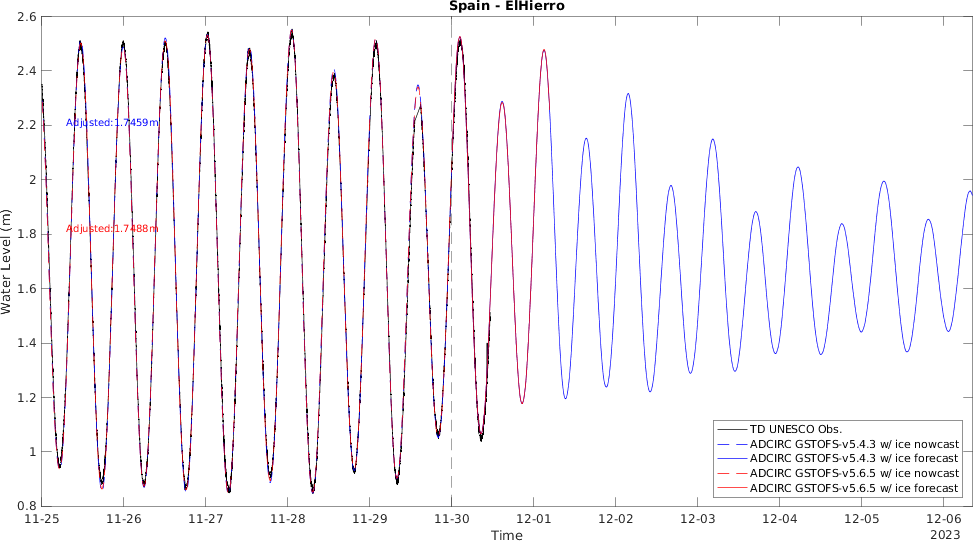 Spain - ElHierro
2.6
2.4
2.2
2
1.8
1.6
1.4
1.2
1
0.8
Water Level (m)
Adjusted:1.7459m
Adjusted:1.7488m
TD UNESCO Obs.
ADCIRC GSTOFS-v5.4.3 w/ ice nowcast
ADCIRC GSTOFS-v5.4.3 w/ ice forecast
ADCIRC GSTOFS-v5.6.5 w/ ice nowcast
ADCIRC GSTOFS-v5.6.5 w/ ice forecast
11-25 11-26 11-27 11-28 11-29 11-30 12-01 12-02 12-03 12-04 12-05 12-06
2023
Time